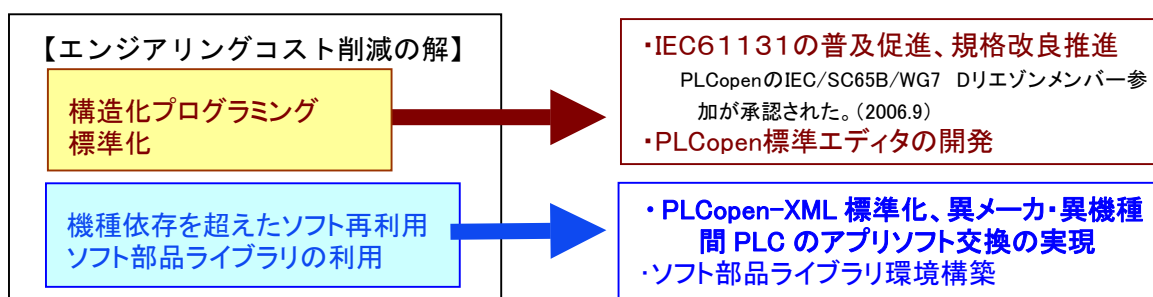 【エンジアリングコスト削減の解】
構造化プログラミング
標準化
機種依存を超えたソフト再利用
ソフト部品ライブラリの利用
・IEC61131の普及促進、規格改良推進
PLCopenのIEC/SC65B/WG7　Dリエゾンメンバー参
加が承認された。(2006.9)
・PLCopen標準エディタの開発
・PLCopen-XML 標準化、異メーカ・異機種
間 PLC のアプリソフト交換の実現
・ソフト部品ライブラリ環境構築